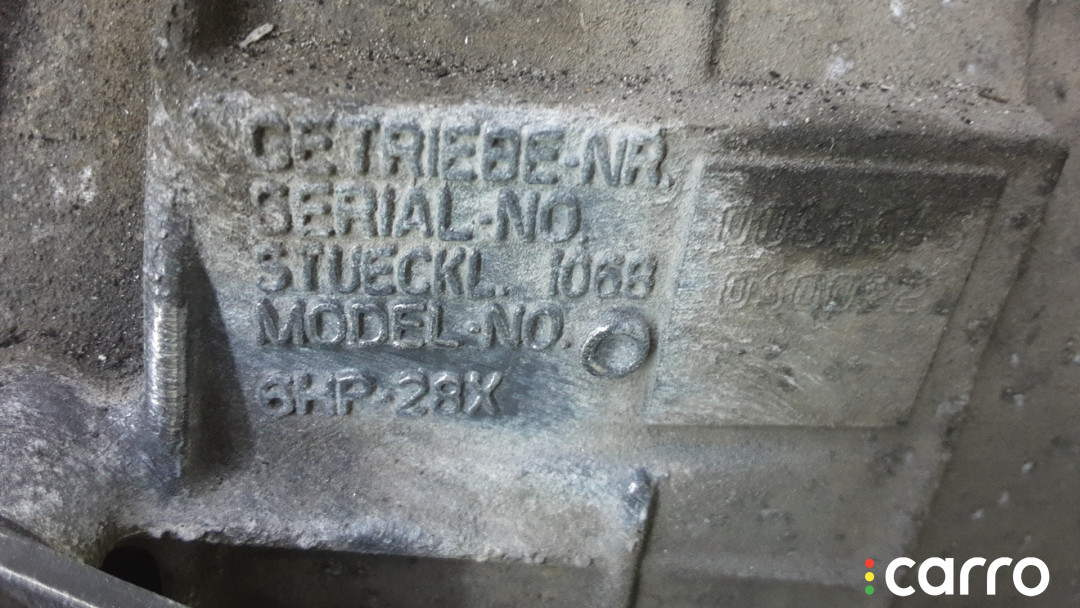 GETRIEBE-NR.
SERIAL-NO.
STUECKL. 1068
MODEL-NO.
6HP-28X
carro